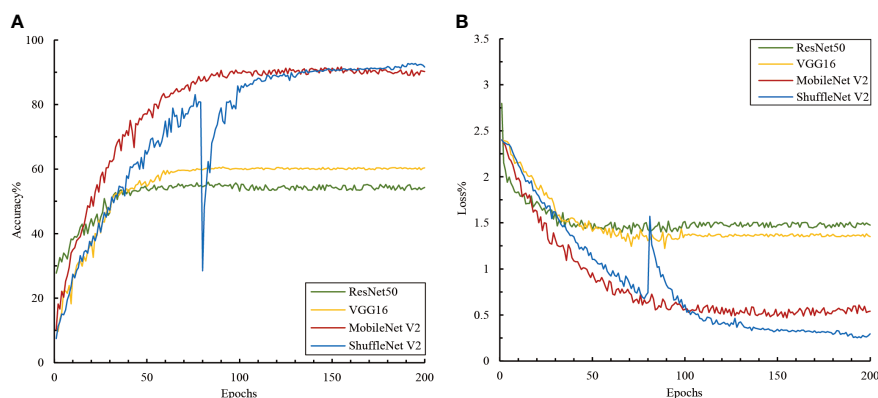 A
100
80
60
40
20
0
Accuracy%
0
50
100
150
200
Epochs
ResNet50
VGG16
MobileNet V2
ShuffleNet V2
B
3.5
3
2.5
2
1.5
1
0.5
0
Loss%
0
50
100
150
200
Epochs
ResNet50
VGG16
MobileNet V2
ShuffleNet V2